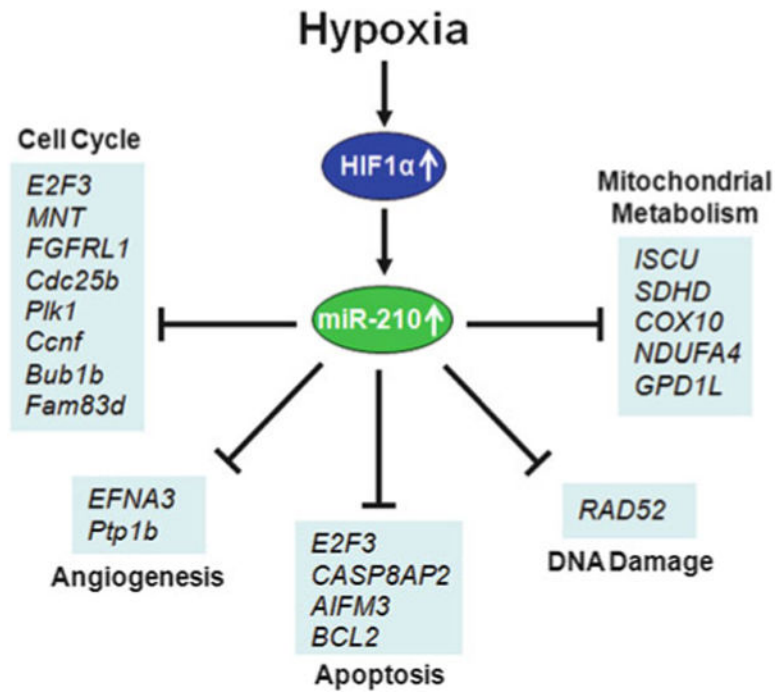 Hypoxia
HIF1α↑
miR-210↑
Cell Cycle
E2F3
MNT
FGFRL1
Cdc25b
Plk1
Ccnf
Bub1b
Fam83d
Mitochondrial
Metabolism
ISCU
SDHD
COX10
NDUFA4
GPD1L
EFNA3
Ptp1b
Angiogenesis
E2F3
CASP8AP2
AIFM3
BCL2
Apoptosis
RAD52
DNA Damage